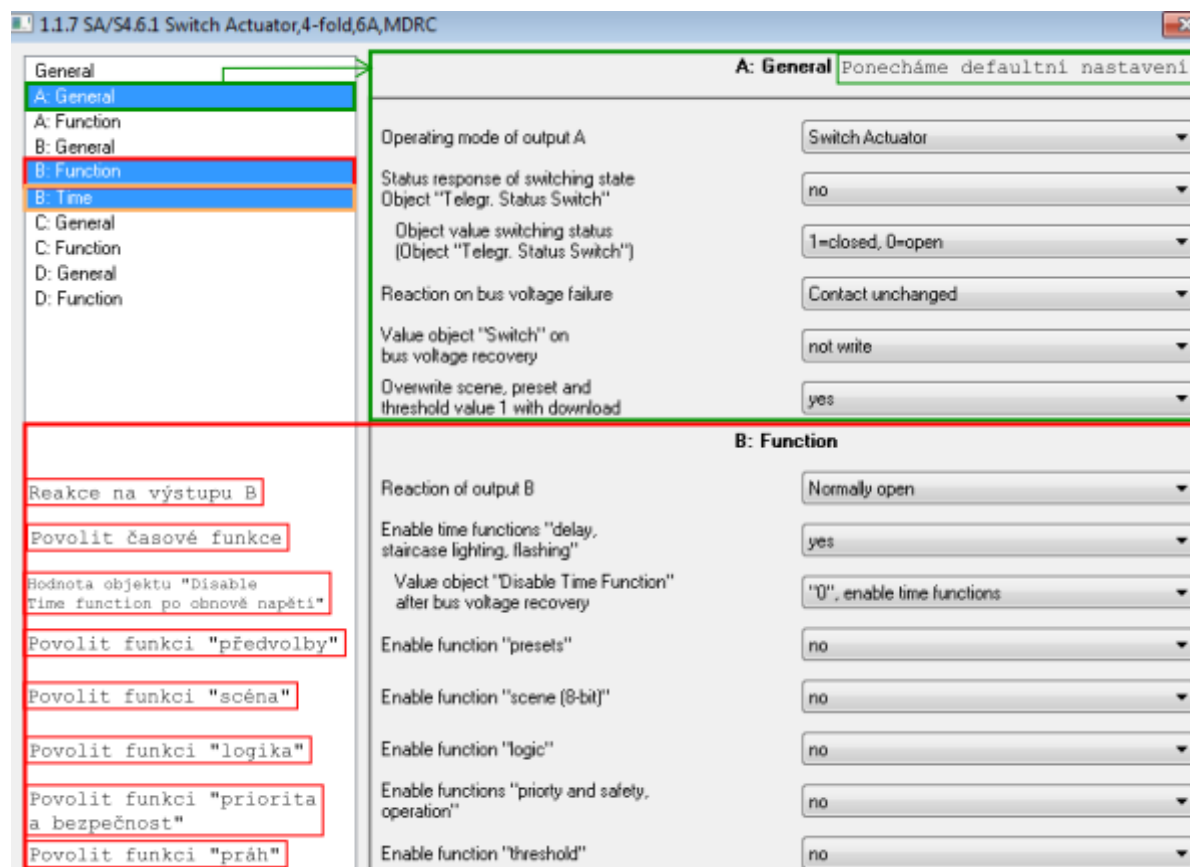 1.1.7 SA/S4.6.1 Switch Actuator,4-fold,6A,MDRC
General
A: General
A: Function
B: General
B: Function
B: Time
C: General
C: Function
D: General
D: Function
A: General Ponecháme defaultní nastavení
Operating mode of output A
Switch Actuator
Status response of switching state
Object "Telegr. Status Switch"
no
Object value switching status
(Object "Telegr. Status Switch")
1=closed, 0=open
Reaction on bus voltage failure
Contact unchanged
Value object "Switch" on
bus voltage recovery
not write
Overwrite scene, preset and
threshold value 1 with download
yes
B: Function
Reakce na výstupu B
Reaction of output B
Normally open
Povolit časové funkce
Enable time functions "delay,
staircase lighting, flashing"
yes
Hodnota objektu "Disable
Time function po obnově napětí"
Value object "Disable Time Function"
after bus voltage recovery
"0", enable time functions
Povolit funkci "předvolby"
Enable function "presets"
no
Povolit funkci "scéna"
Enable function "scene (8-bit)"
no
Povolit funkci "logika"
Enable function "logic"
no
Povolit funkci "priorita
a bezpečnost"
Enable functions "priorty and safety,
operation"
no
Povolit funkci "práh"
Enable function "threshold"
no